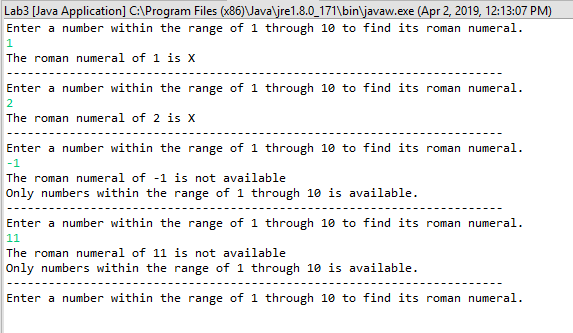 Lab3 [Java Application] C:\Program Files (x86)\Java\jre1.8.0_171\bin\javaw.exe (Apr 2, 2019, 12:13:07 PM)
Enter a number within the range of 1 through 10 to find its roman numeral.
1
The roman numeral of 1 is X
------------------------------------------------------------------
Enter a number within the range of 1 through 10 to find its roman numeral.
2
The roman numeral of 2 is X
------------------------------------------------------------------
Enter a number within the range of 1 through 10 to find its roman numeral.
-1
The roman numeral of -1 is not available
Only numbers within the range of 1 through 10 is available.
------------------------------------------------------------------
Enter a number within the range of 1 through 10 to find its roman numeral.
11
The roman numeral of 11 is not available
Only numbers within the range of 1 through 10 is available.
------------------------------------------------------------------
Enter a number within the range of 1 through 10 to find its roman numeral.